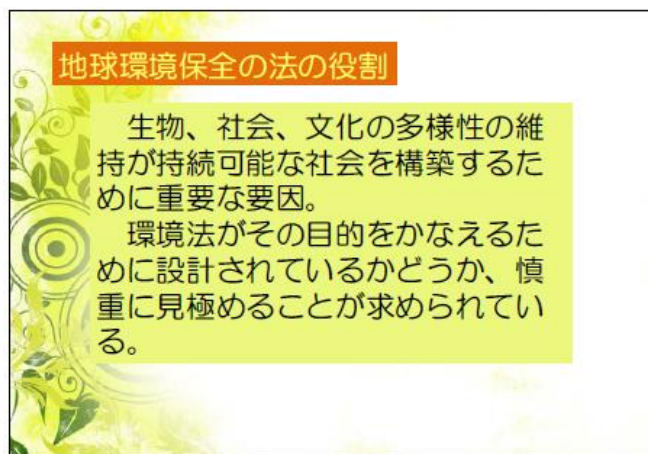 地球環境保全の法の役割
　生物、社会、文化の多様性の維
持が持続可能な社会を構築するた
めに重要な要因。
　環境法がその目的をかなえるた
めに設計されているかどうか、慎
重に見極めることが求められてい
る。